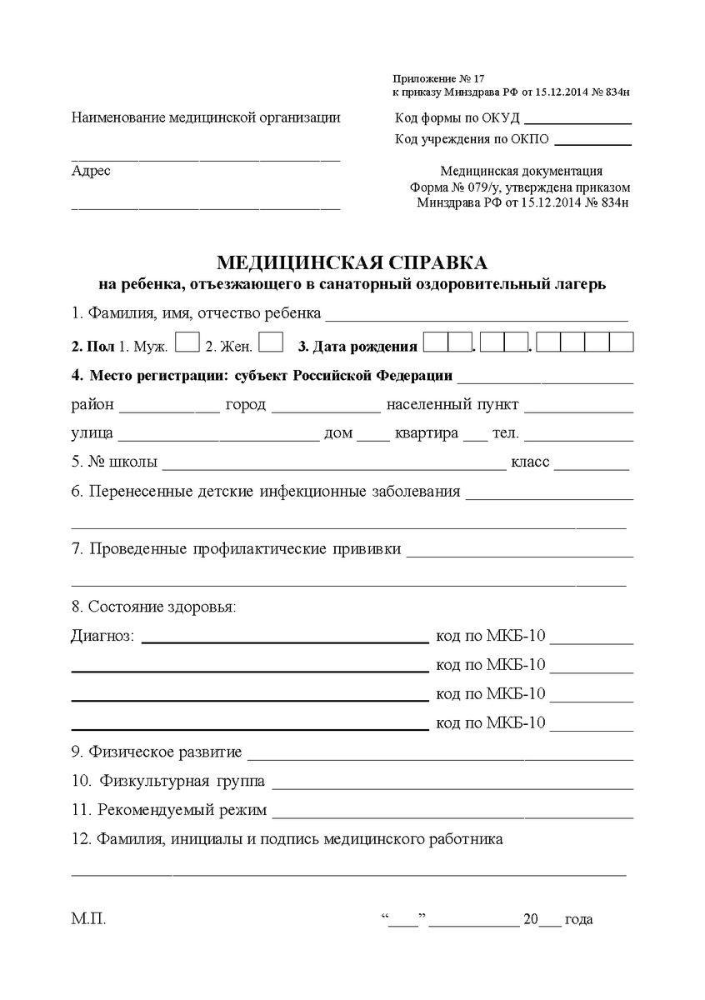 Приложение № 17
к приказу Минздрава РФ от 15.12.2014 № 834н
Наименование медицинской организации
Код формы по ОКУД
Код учреждения по ОКПО
Адрес
Медицинская документация
Форма № 079/у, утверждена приказом
Минздрава РФ от 15.12.2014 № 834н
МЕДИЦИНСКАЯ СПРАВКА
на ребенка, отъезжающего в санаторный оздоровительный лагерь
1. Фамилия, имя, отчество ребенка
2. Пол 1. Муж. 2. Жен. 3. Дата рождения . .
4. Место регистрации: субъект Российской Федерации
район город населенный пункт
улица дом квартира тел.
5. № школы класс
6. Перенесенные детские инфекционные заболевания
7. Проведенные профилактические прививки
8. Состояние здоровья:
Диагноз: код по МКБ-10
код по МКБ-10
код по МКБ-10
код по МКБ-10
9. Физическое развитие
10. Физкультурная группа
11. Рекомендуемый режим
12. Фамилия, инициалы и подпись медицинского работника
М.П. “____” ____________ 20___ года